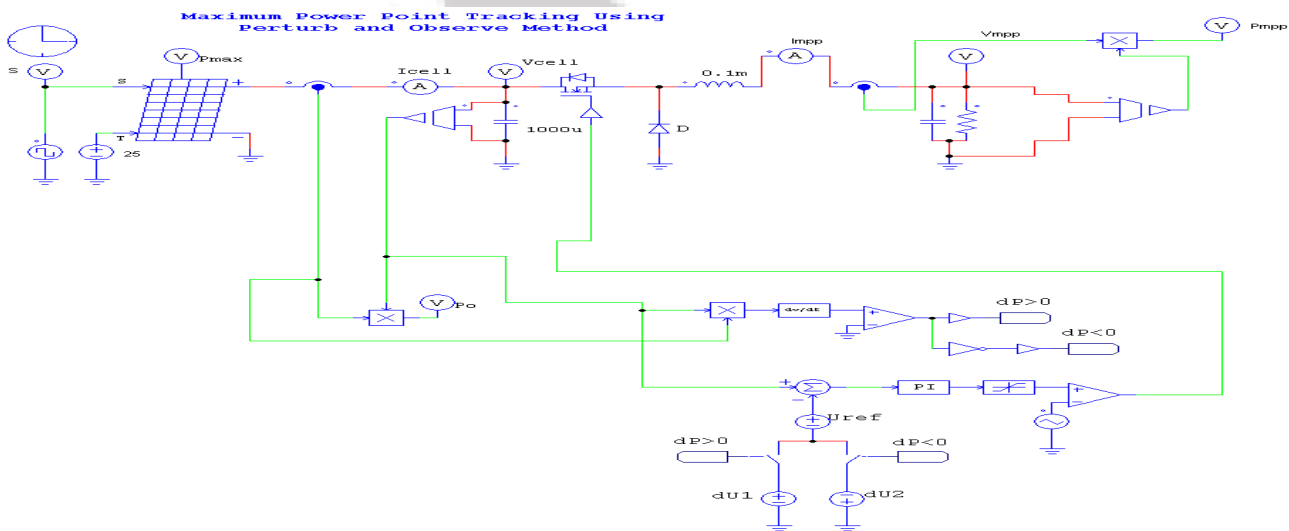 Maximum Power Point Tracking Using
Perturb and Observe Method
S
V
V
Pmax
S
+
T
-
25
Icell
A
V
Vcell
1000u
D
0.1m
Impp
A
Vmpp
V
V
Pmpp
V
Po
dv/dt
+
-
dP>0
dP<0
+
Σ
-
PI
+
-
Uref
dP>0
dP<0
dU1
dU2